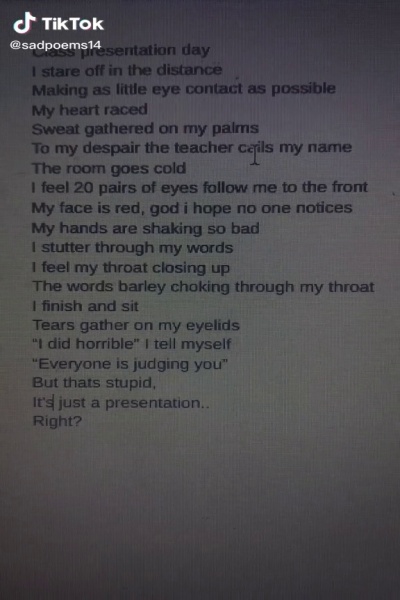 TikTok
@sadpoems14
Class presentation day
I stare off in the distance
Making as little eye contact as possible
My heart raced
Sweat gathered on my palms
To my despair the teacher calls my name
The room goes cold
I feel 20 pairs of eyes follow me to the front
My face is red, god i hope no one notices
My hands are shaking so bad
I stutter through my words
I feel my throat closing up
The words barley choking through my throat
I finish and sit
Tears gather on my eyelids
“I did horrible” I tell myself
“Everyone is judging you”
But thats stupid,
It's just a presentation..
Right?